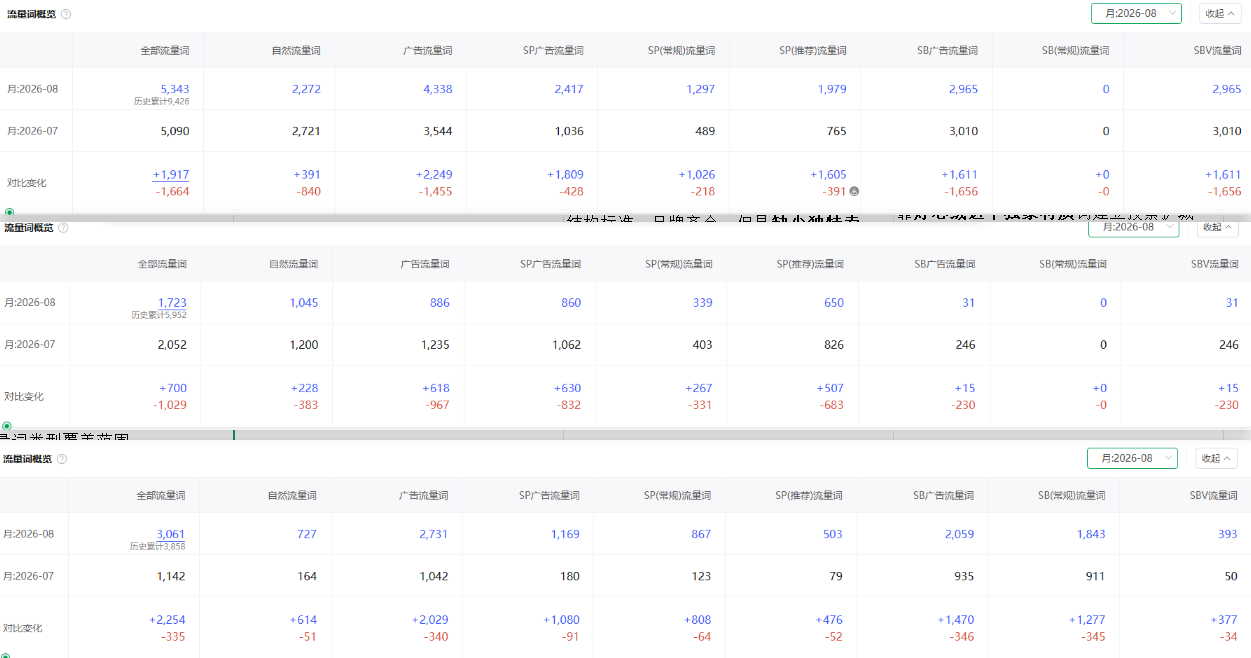 流量词概览 ? 月:2026-08 收起
全部流量词 自然流量词 广告流量词 SP广告流量词 SP(常规)流量词 SP(推荐)流量词 SB广告流量词 SB(常规)流量词 SBV流量词
月:2026-08 5,343 2,272 4,338 2,417 1,297 1,979 2,965 0 2,965
历史累计9,426
月:2026-07 5,090 2,721 3,544 1,036 489 765 3,010 0 3,010
对比变化 +1,917 +391 +2,249 +1,809 +1,026 +1,605 +1,611 +0 +1,611
-1,664 -840 -1,455 -428 -218 -391 -1,656 -0 -1,656
流量词概览 ? 月:2026-08 收起
全部流量词 自然流量词 广告流量词 SP广告流量词 SP(常规)流量词 SP(推荐)流量词 SB广告流量词 SB(常规)流量词 SBV流量词
月:2026-08 1,723 1,045 886 860 339 650 31 0 31
历史累计5,952
月:2026-07 2,052 1,200 1,235 1,062 403 826 246 0 246
对比变化 +700 +228 +618 +630 +267 +507 +15 +0 +15
-1,029 -383 -967 -832 -331 -683 -230 -0 -230
流量词概览 ? 月:2026-08 收起
全部流量词 自然流量词 广告流量词 SP广告流量词 SP(常规)流量词 SP(推荐)流量词 SB广告流量词 SB(常规)流量词 SBV流量词
月:2026-08 3,061 727 2,731 1,169 867 503 2,059 1,843 393
历史累计3,858
月:2026-07 1,142 164 1,042 180 123 79 935 911 50
对比变化 +2,254 +614 +2,029 +1,080 +808 +476 +1,470 +1,277 +377
-335 -51 -340 -91 -64 -52 -346 -345 -34